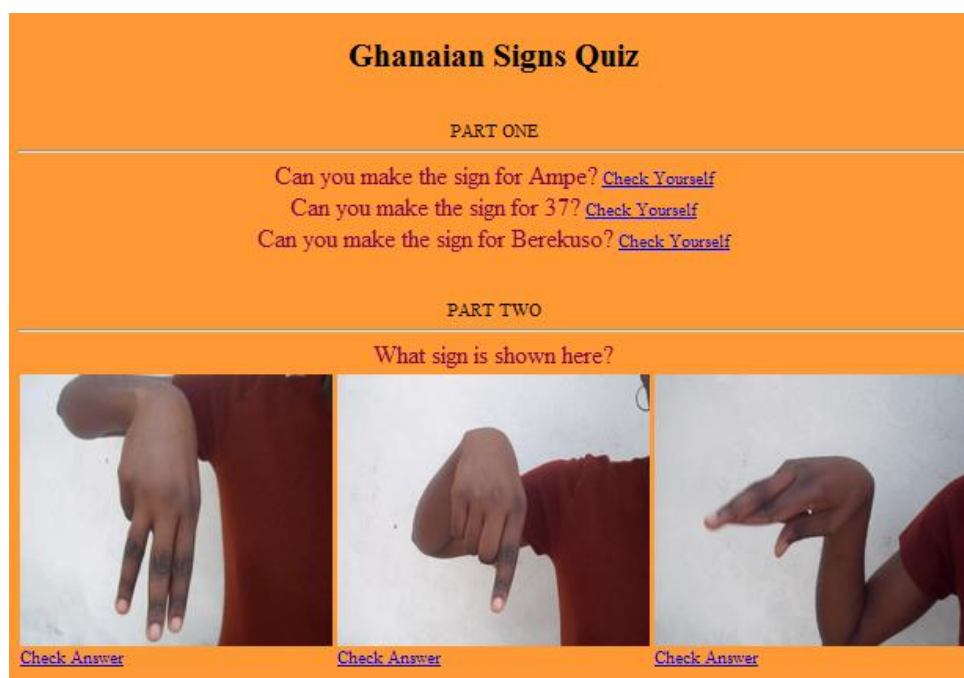 Ghanaian Signs Quiz
PART ONE
Can you make the sign for Ampe? Check Yourself
Can you make the sign for 37? Check Yourself
Can you make the sign for Berekuso? Check Yourself
PART TWO
What sign is shown here?
Check Answer Check Answer Check Answer